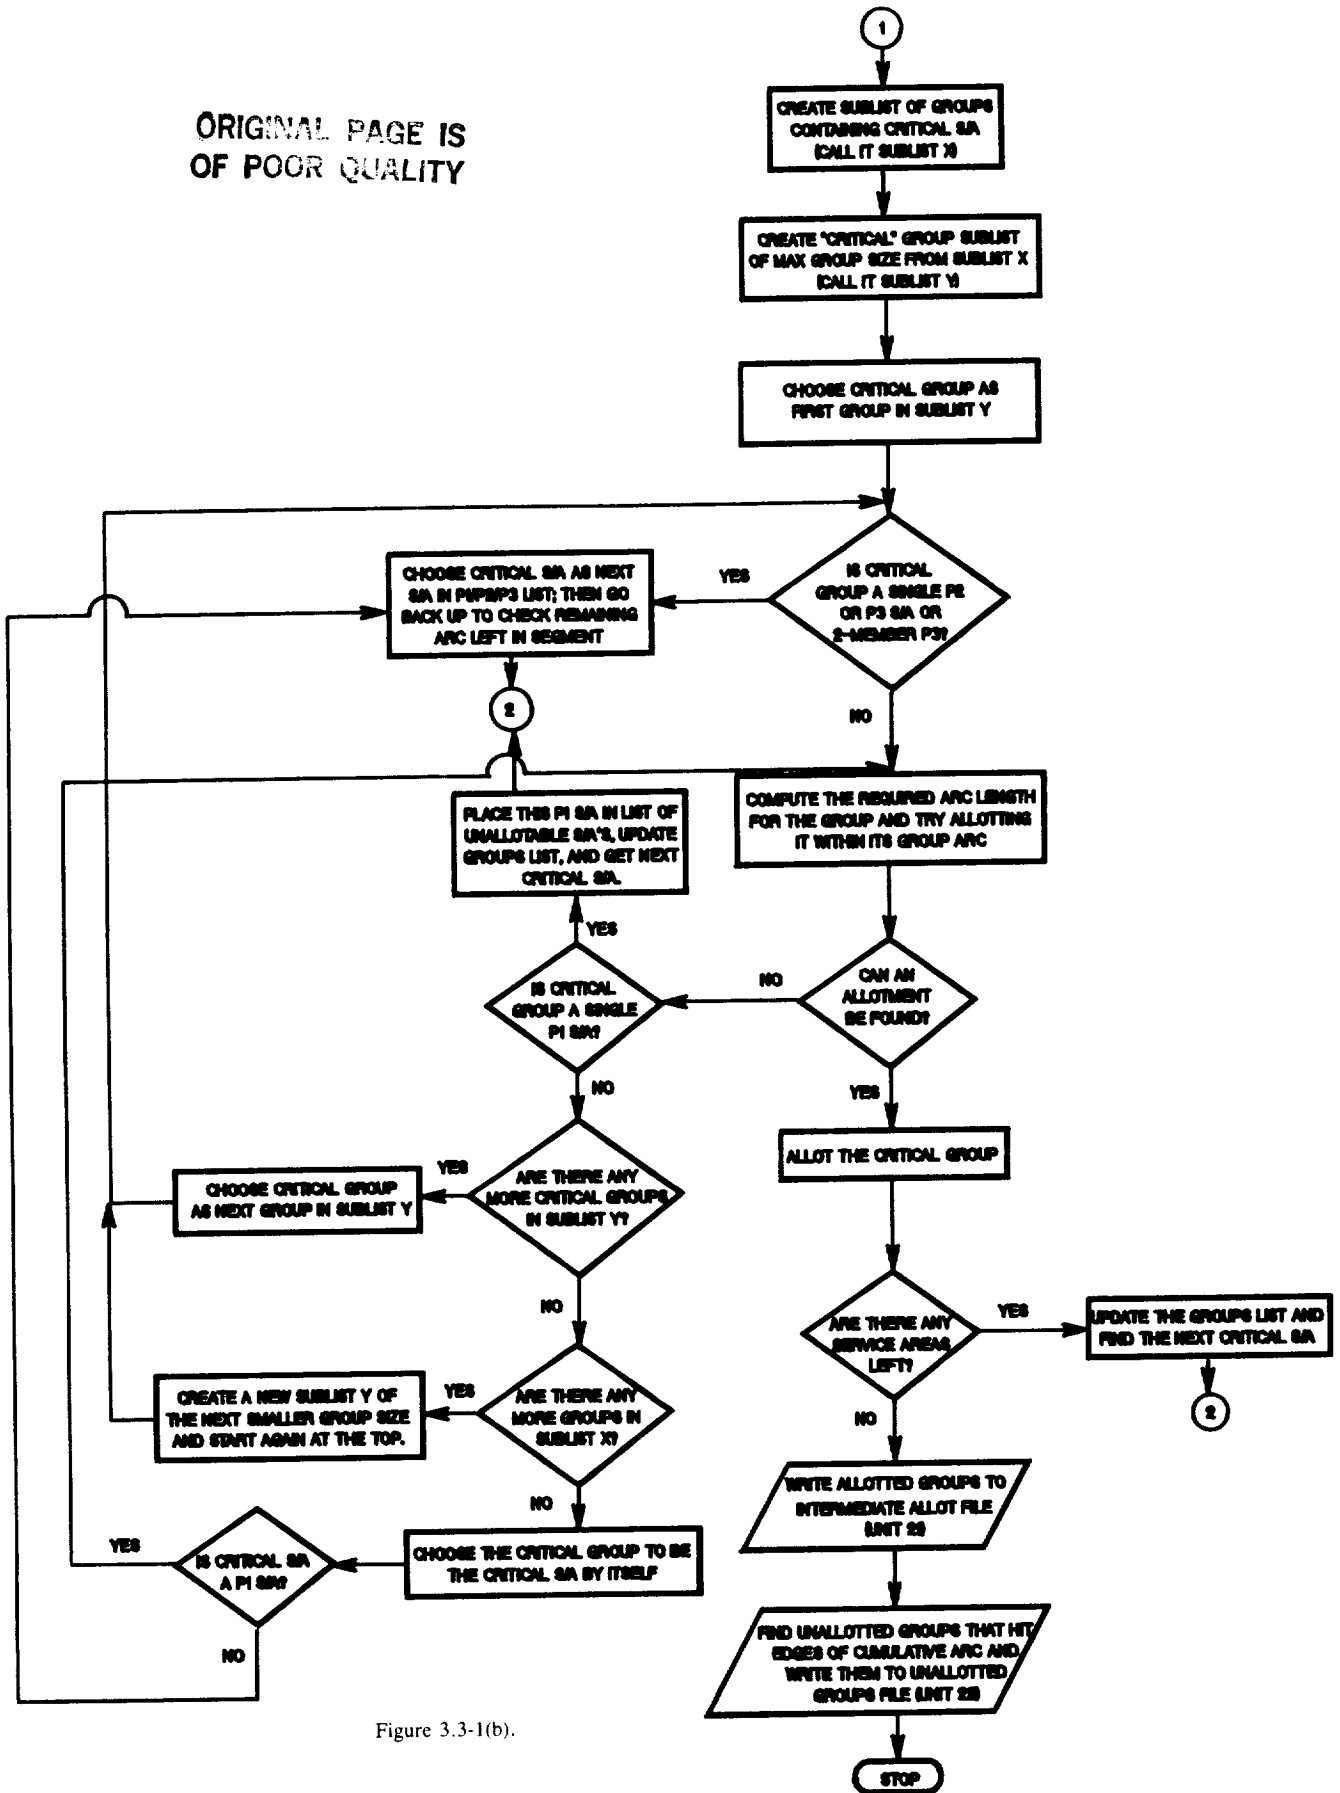 1
ORIGINAL PAGE IS
OF POOR QUALITY
CREATE SUBLIST OF GROUPS
CONTAINING CRITICAL S/A
(CALL IT SUBLIST X)
CREATE "CRITICAL" GROUP SUBLIST
OF MAX GROUP SIZE FROM SUBLIST X
(CALL IT SUBLIST Y)
CHOOSE CRITICAL GROUP AS
FIRST GROUP IN SUBLIST Y
IS CRITICAL
GROUP A SINGLE P2
OR P3 S/A OR
2-MEMBER P3?
YES
CHOOSE CRITICAL S/A AS NEXT
S/A IN P1/P2/P3 LIST; THEN GO
BACK UP TO CHECK REMAINING
ARC LEFT IN SEGMENT
2
NO
COMPUTE THE REQUIRED ARC LENGTH
FOR THE GROUP AND TRY ALLOTTING
IT WITHIN ITS GROUP ARC
PLACE THIS P1 S/A IN LIST OF
UNALLOTABLE S/A'S, UPDATE
GROUPS LIST, AND GET NEXT
CRITICAL S/A.
YES
CAN AN
ALLOTMENT
BE FOUND?
NO
IS CRITICAL
GROUP A SINGLE
P1 S/A?
NO
YES
ALLOT THE CRITICAL GROUP
ARE THERE ANY
MORE CRITICAL GROUPS
IN SUBLIST Y?
YES
CHOOSE CRITICAL GROUP
AS NEXT GROUP IN SUBLIST Y
NO
ARE THERE ANY
SERVICE AREAS
LEFT?
YES
UPDATE THE GROUPS LIST AND
FIND THE NEXT CRITICAL S/A
2
ARE THERE ANY
MORE GROUPS IN
SUBLIST X?
YES
CREATE A NEW SUBLIST Y OF
THE NEXT SMALLER GROUP SIZE
AND START AGAIN AT THE TOP.
NO
NO
WRITE ALLOTTED GROUPS TO
INTERMEDIATE ALLOT FILE
CHOOSE THE CRITICAL GROUP TO BE
THE CRITICAL S/A BY ITSELF
IS CRITICAL S/A
A P1 S/A?
YES
NO
FIND UNALLOTTED GROUPS THAT HIT
EDGES OF CUMULATIVE ARC AND
WRITE THEM TO UNALLOTTED
GROUPS FILE (UNIT 22)
Figure 3.3-1(b).
STOP